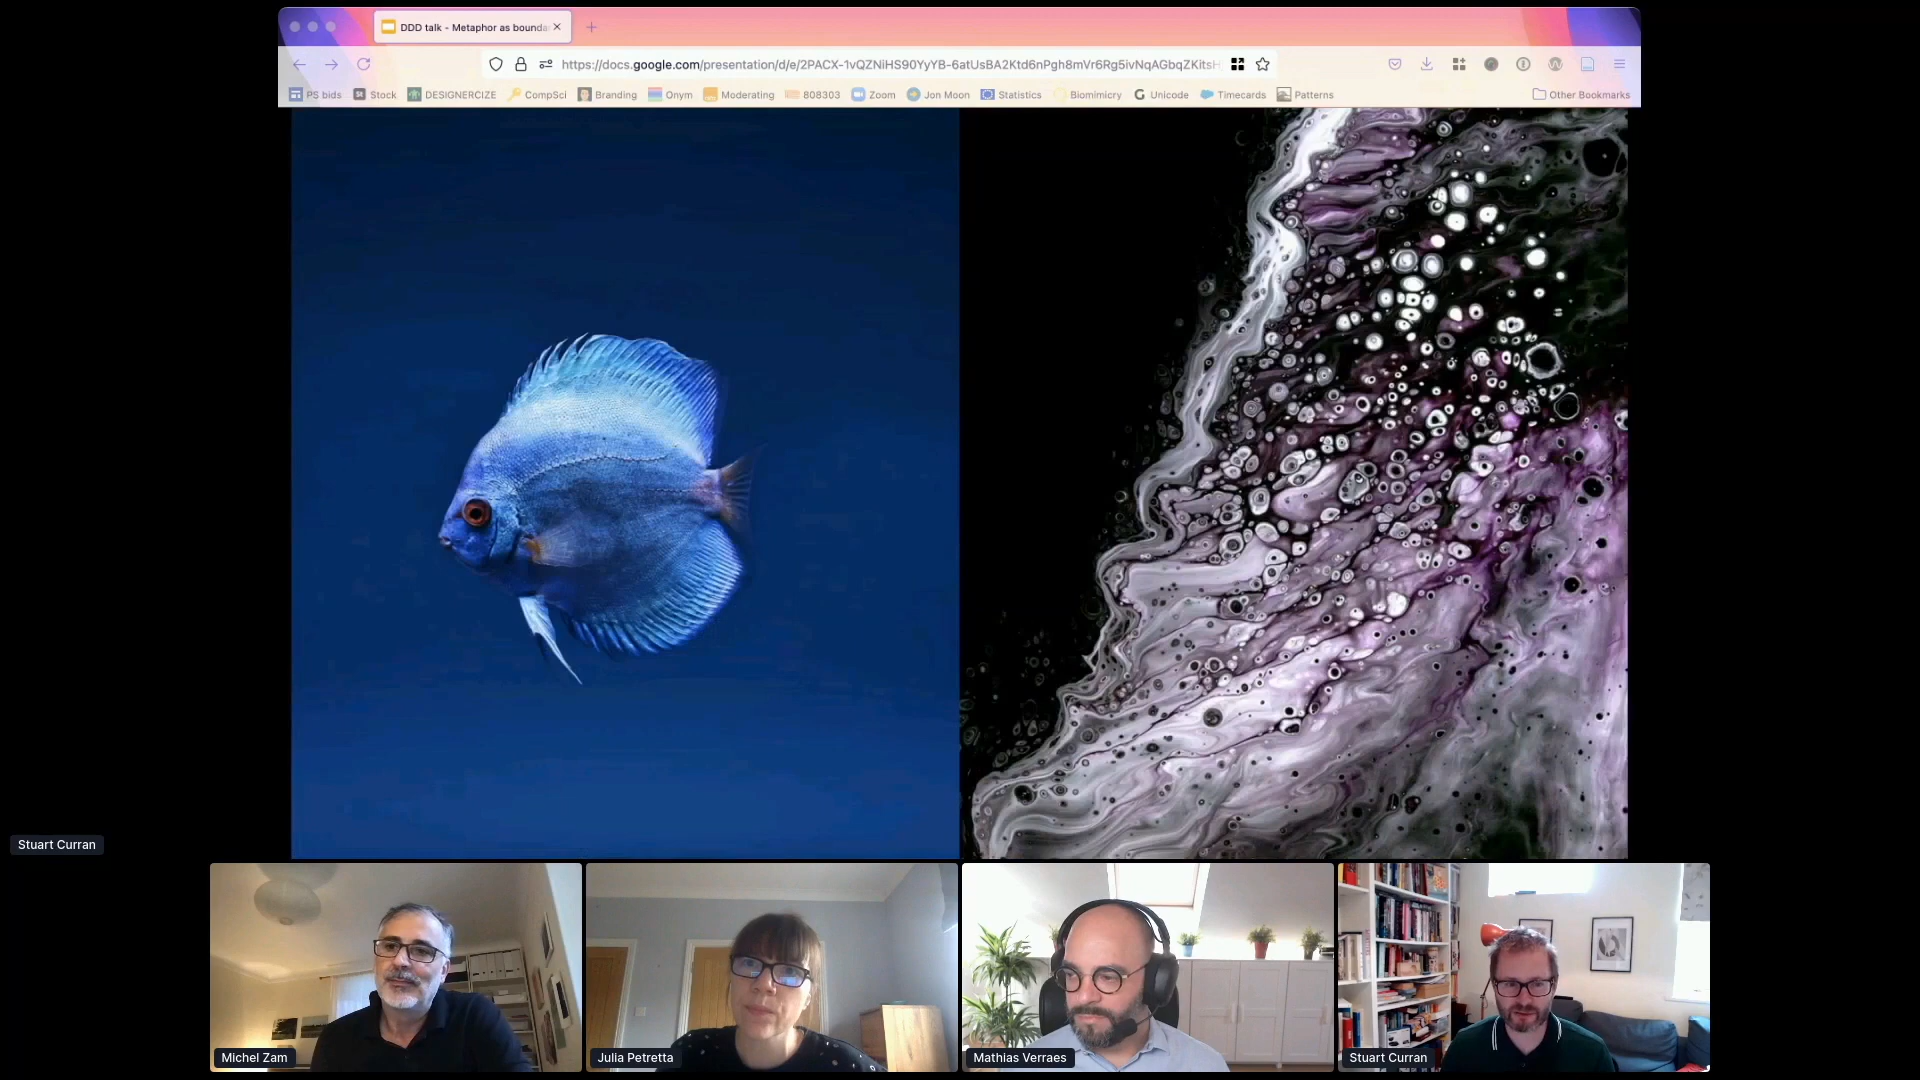 DDD talk - Metaphor as bounda
https://docs.google.com/presentation/d/e/2PACX-1vQZNiHS90YyYB-6atUsBA2Ktd6nPgh8mVr6Rg5ivNqAGbqZKitsH
PS bids Stock DESIGNERCIZE CompSci Branding Onym Moderating 808303 Zoom Jon Moon Statistics Biomimicry Unicode Timecards Patterns Other Bookmarks
Stuart Curran
Michel Zam Julia Petretta Mathias Verraes Stuart Curran